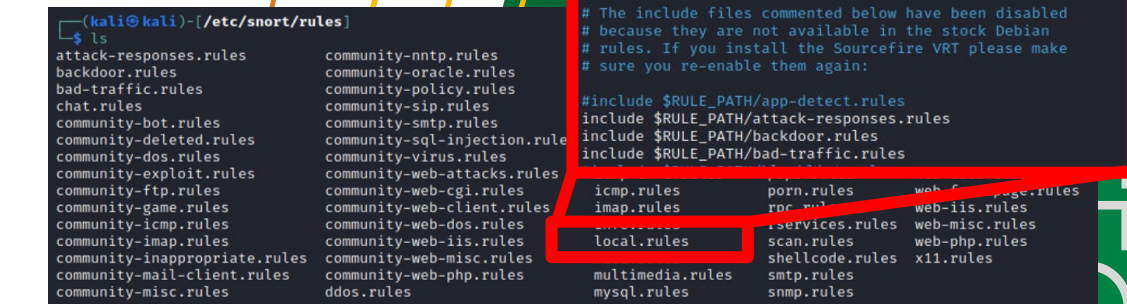 (kali㉿kali)-[/etc/snort/rules]
$ ls
attack-responses.rules community-nntp.rules
backdoor.rules community-oracle.rules
bad-traffic.rules community-policy.rules
chat.rules community-sip.rules
community-bot.rules community-smtp.rules
community-deleted.rules community-sql-injection.rule
community-dos.rules community-virus.rules
community-exploit.rules community-web-attacks.rules
community-ftp.rules community-web-cgi.rules icmp.rules porn.rules
community-game.rules community-web-client.rules imap.rules web-iis.rules
community-icmp.rules community-web-dos.rules web-misc.rules
community-imap.rules community-web-iis.rules local.rules scan.rules web-php.rules
community-inappropriate.rules community-web-misc.rules shellcode.rules x11.rules
community-mail-client.rules community-web-php.rules multimedia.rules smtp.rules
community-misc.rules ddos.rules mysql.rules snmp.rules
# The include files commented below have been disabled
# because they are not available in the stock Debian
# rules. If you install the Sourcefire VRT please make
# sure you re-enable them again:
#include $RULE_PATH/app-detect.rules
include $RULE_PATH/attack-responses.rules
include $RULE_PATH/backdoor.rules
include $RULE_PATH/bad-traffic.rules